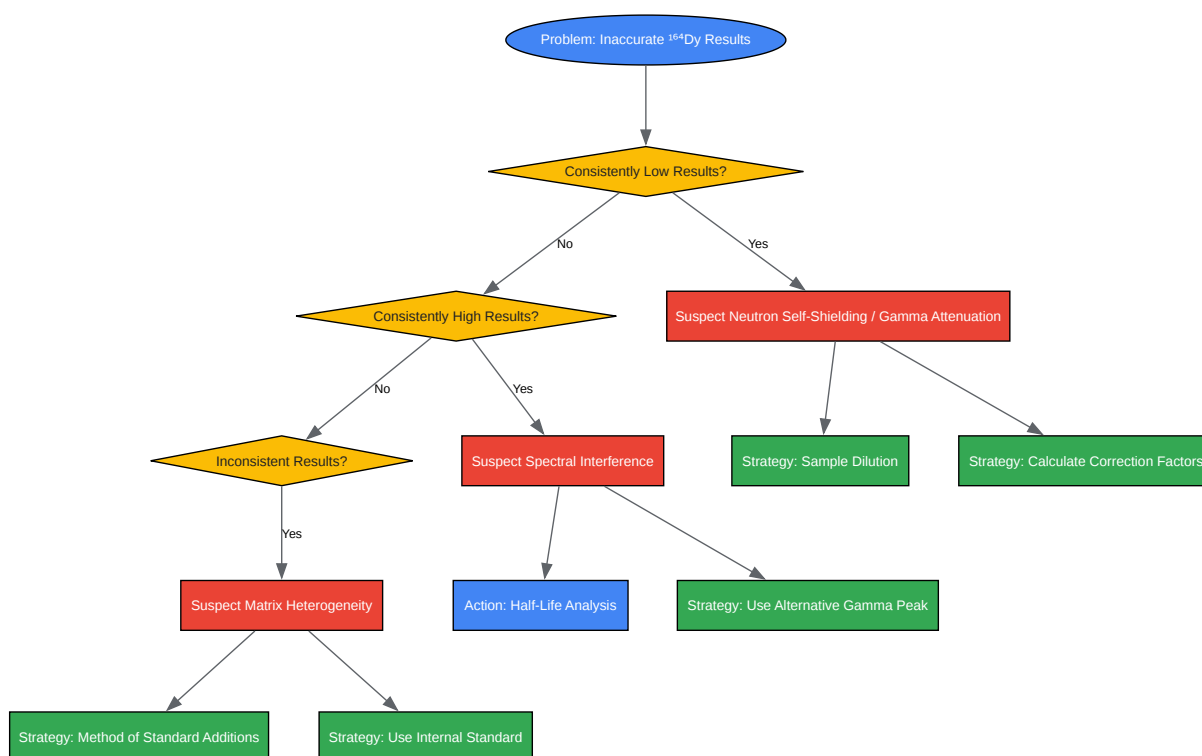 Problem: Inaccurate ¹⁶⁴Dy Results
Consistently Low Results?
No
Yes
Consistently High Results?
Suspect Neutron Self-Shielding / Gamma Attenuation
No
Yes
Inconsistent Results?
Suspect Spectral Interference
Strategy: Sample Dilution
Strategy: Calculate Correction Factors
Yes
Suspect Matrix Heterogeneity
Action: Half-Life Analysis
Strategy: Use Alternative Gamma Peak
Strategy: Method of Standard Additions
Strategy: Use Internal Standard